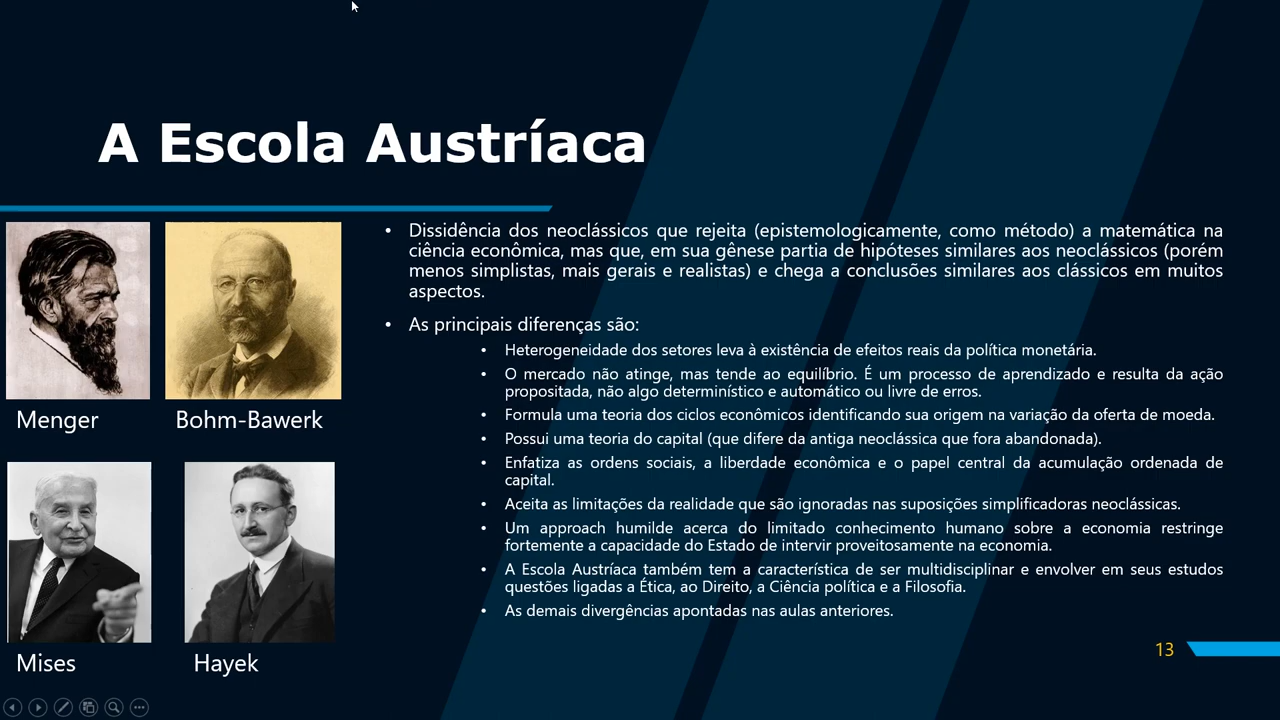 A Escola Austríaca
Menger
Bohm-Bawerk
Mises
Hayek
• Dissidência dos neoclássicos que rejeita (epistemologicamente, como método) a matemática na
ciência econômica, mas que, em sua gênese partia de hipóteses similares aos neoclássicos (porém
menos simplistas, mais gerais e realistas) e chega a conclusões similares aos clássicos em muitos
aspectos.
• As principais diferenças são:
• Heterogeneidade dos setores leva à existência de efeitos reais da política monetária.
• O mercado não atinge, mas tende ao equilíbrio. É um processo de aprendizado e resulta da ação
propositada, não algo determinístico e automático ou livre de erros.
• Formula uma teoria dos ciclos econômicos identificando sua origem na variação da oferta de moeda.
• Possui uma teoria do capital (que difere da antiga neoclássica que fora abandonada).
• Enfatiza as ordens sociais, a liberdade econômica e o papel central da acumulação ordenada de
capital.
• Aceita as limitações da realidade que são ignoradas nas suposições simplificadoras neoclássicas.
• Um approach humilde acerca do limitado conhecimento humano sobre a economia restringe
fortemente a capacidade do Estado de intervir proveitosamente na economia.
• A Escola Austríaca também tem a característica de ser multidisciplinar e envolver em seus estudos
questões ligadas a Ética, ao Direito, a Ciência política e a Filosofia.
• As demais divergências apontadas nas aulas anteriores.
13